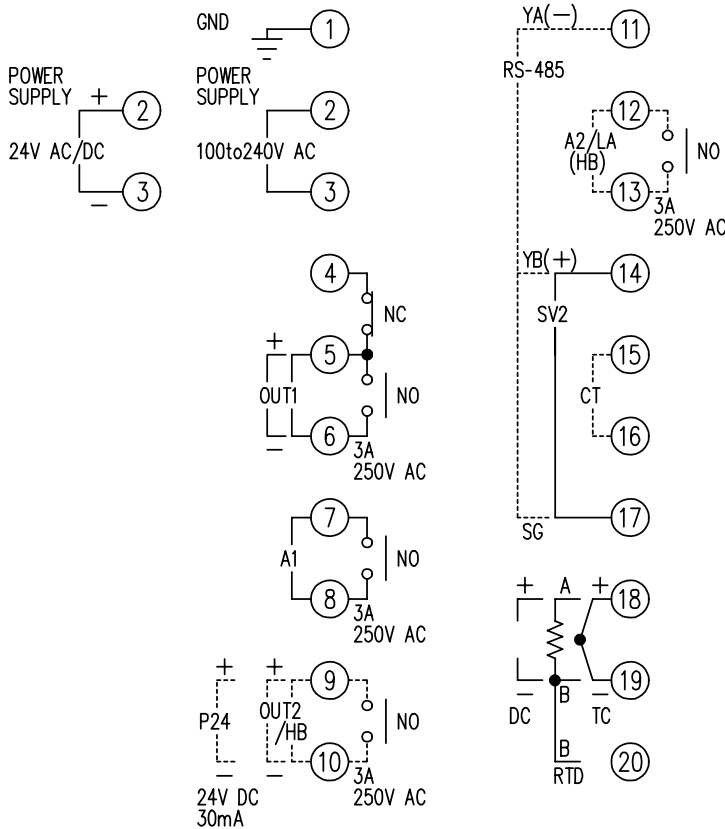 GND
1
POWER
SUPPLY
+
2
24V AC/DC
−
3
POWER
SUPPLY
2
100to240V AC
3
4
NC
+
5
OUT1
NO
−
6
3A
250V AC
7
A1
NO
8
3A
250V AC
+
+
9
P24
OUT2
/HB
NO
−
−
10
24V DC
30mA
3A
250V AC
YA(−)
11
RS-485
12
A2/LA
(HB)
NO
13
3A
250V AC
YB(+)
14
SV2
15
CT
16
SG
17
+
A
+
18
−
B
−
19
DC
TC
B
RTD
20